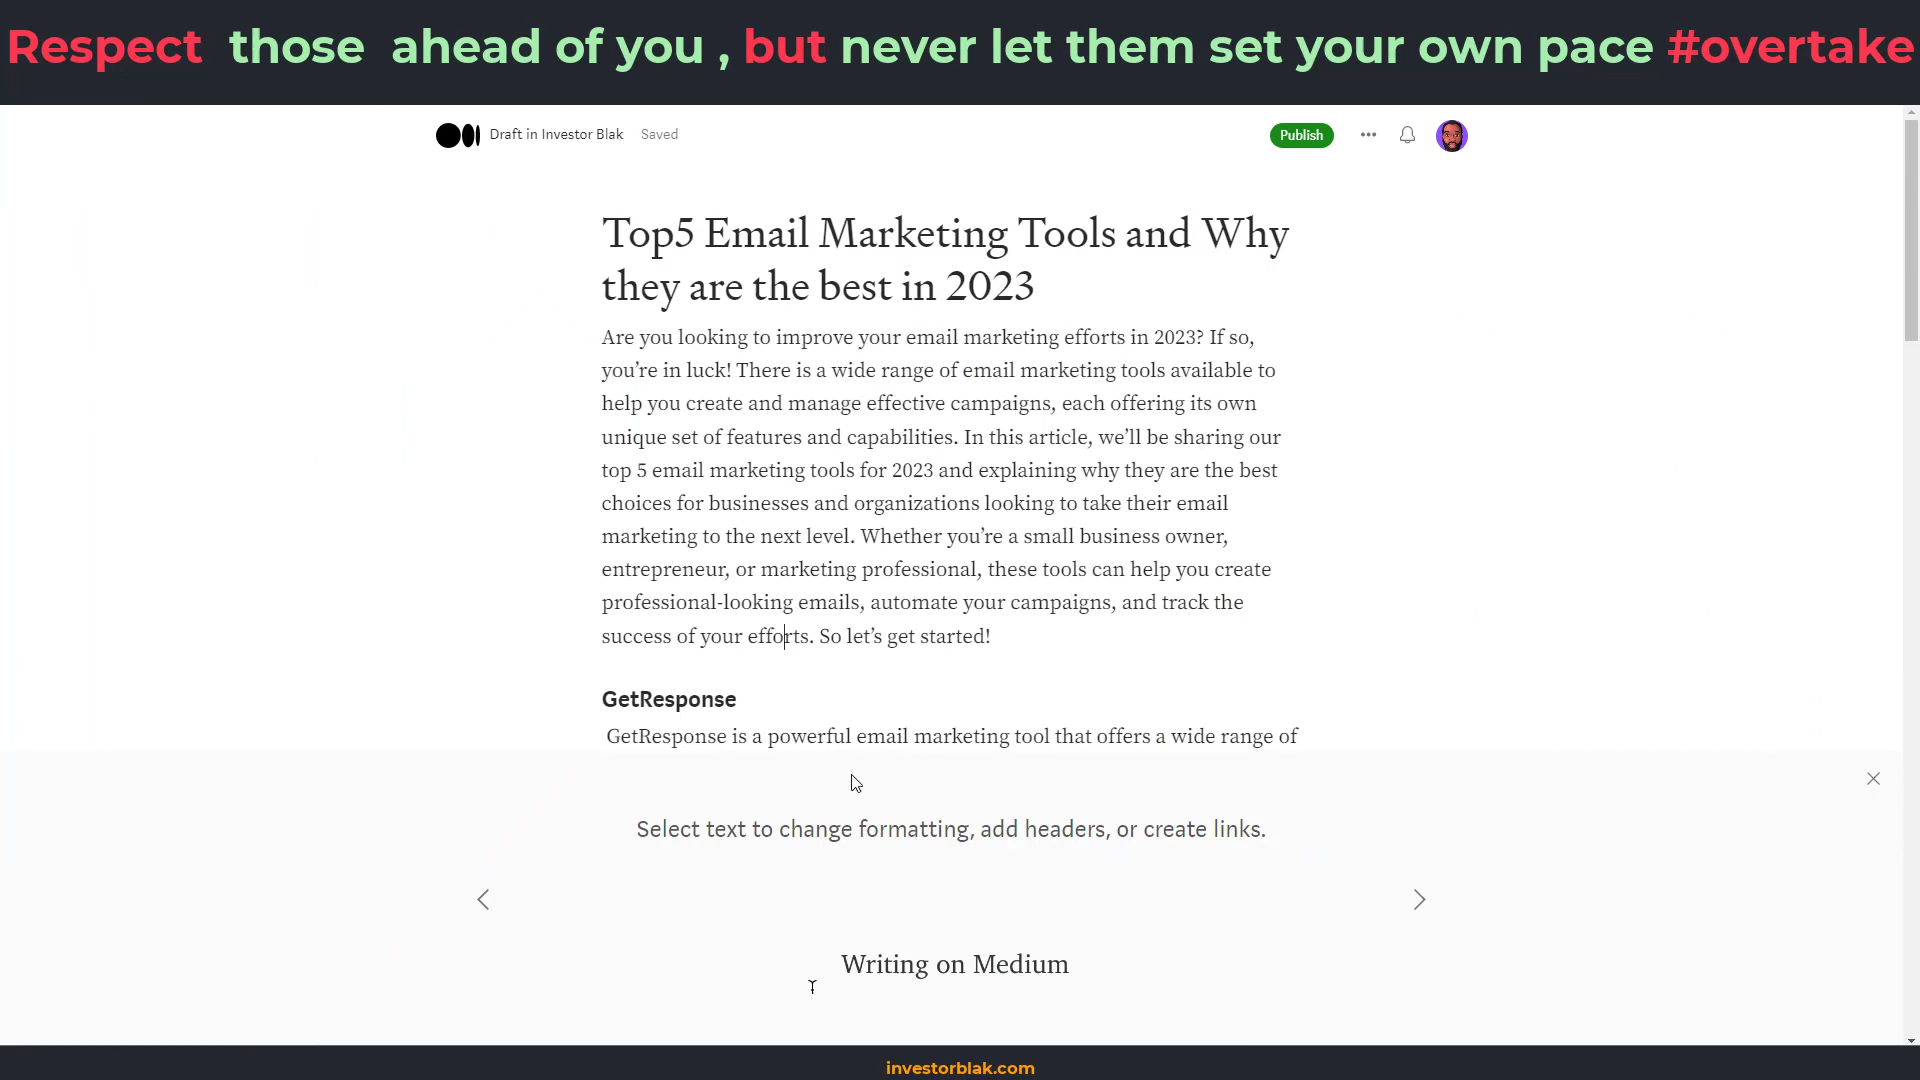 Respect those ahead of you , but never let them set your own pace #overtake
Draft in Investor Blak Saved
Publish
Top5 Email Marketing Tools and Why
they are the best in 2023
Are you looking to improve your email marketing efforts in 2023? If so,
you’re in luck! There is a wide range of email marketing tools available to
help you create and manage effective campaigns, each offering its own
unique set of features and capabilities. In this article, we’ll be sharing our
top 5 email marketing tools for 2023 and explaining why they are the best
choices for businesses and organizations looking to take their email
marketing to the next level. Whether you’re a small business owner,
entrepreneur, or marketing professional, these tools can help you create
professional-looking emails, automate your campaigns, and track the
success of your efforts. So let’s get started!
GetResponse
GetResponse is a powerful email marketing tool that offers a wide range of
Select text to change formatting, add headers, or create links.
Writing on Medium
investorblak.com